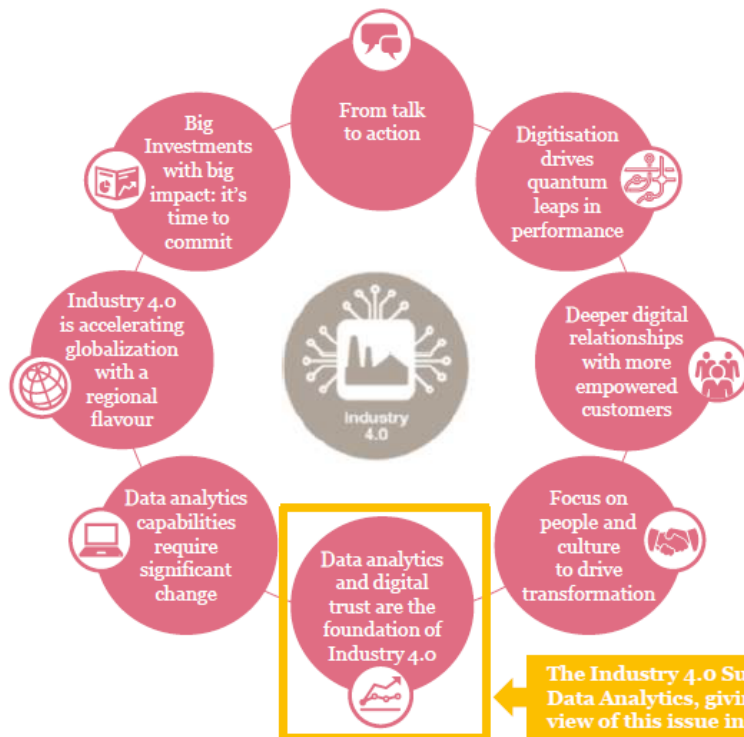 From talk
to action
Digitisation
drives
quantum
leaps in
performance
Deeper digital
relationships
with more
empowered
customers
Focus on
people and
culture
to drive
transformation
Data analytics
and digital
trust are the
foundation of
Industry 4.0
Data analytics
capabilities
require
significant
change
Industry 4.0
is accelerating
globalization
with a
regional
flavour
Big
Investments
with big
impact: it's
time to
commit
Industry
4.0
The Industry 4.0 Su
Data Analytics, givin
view of this issue in